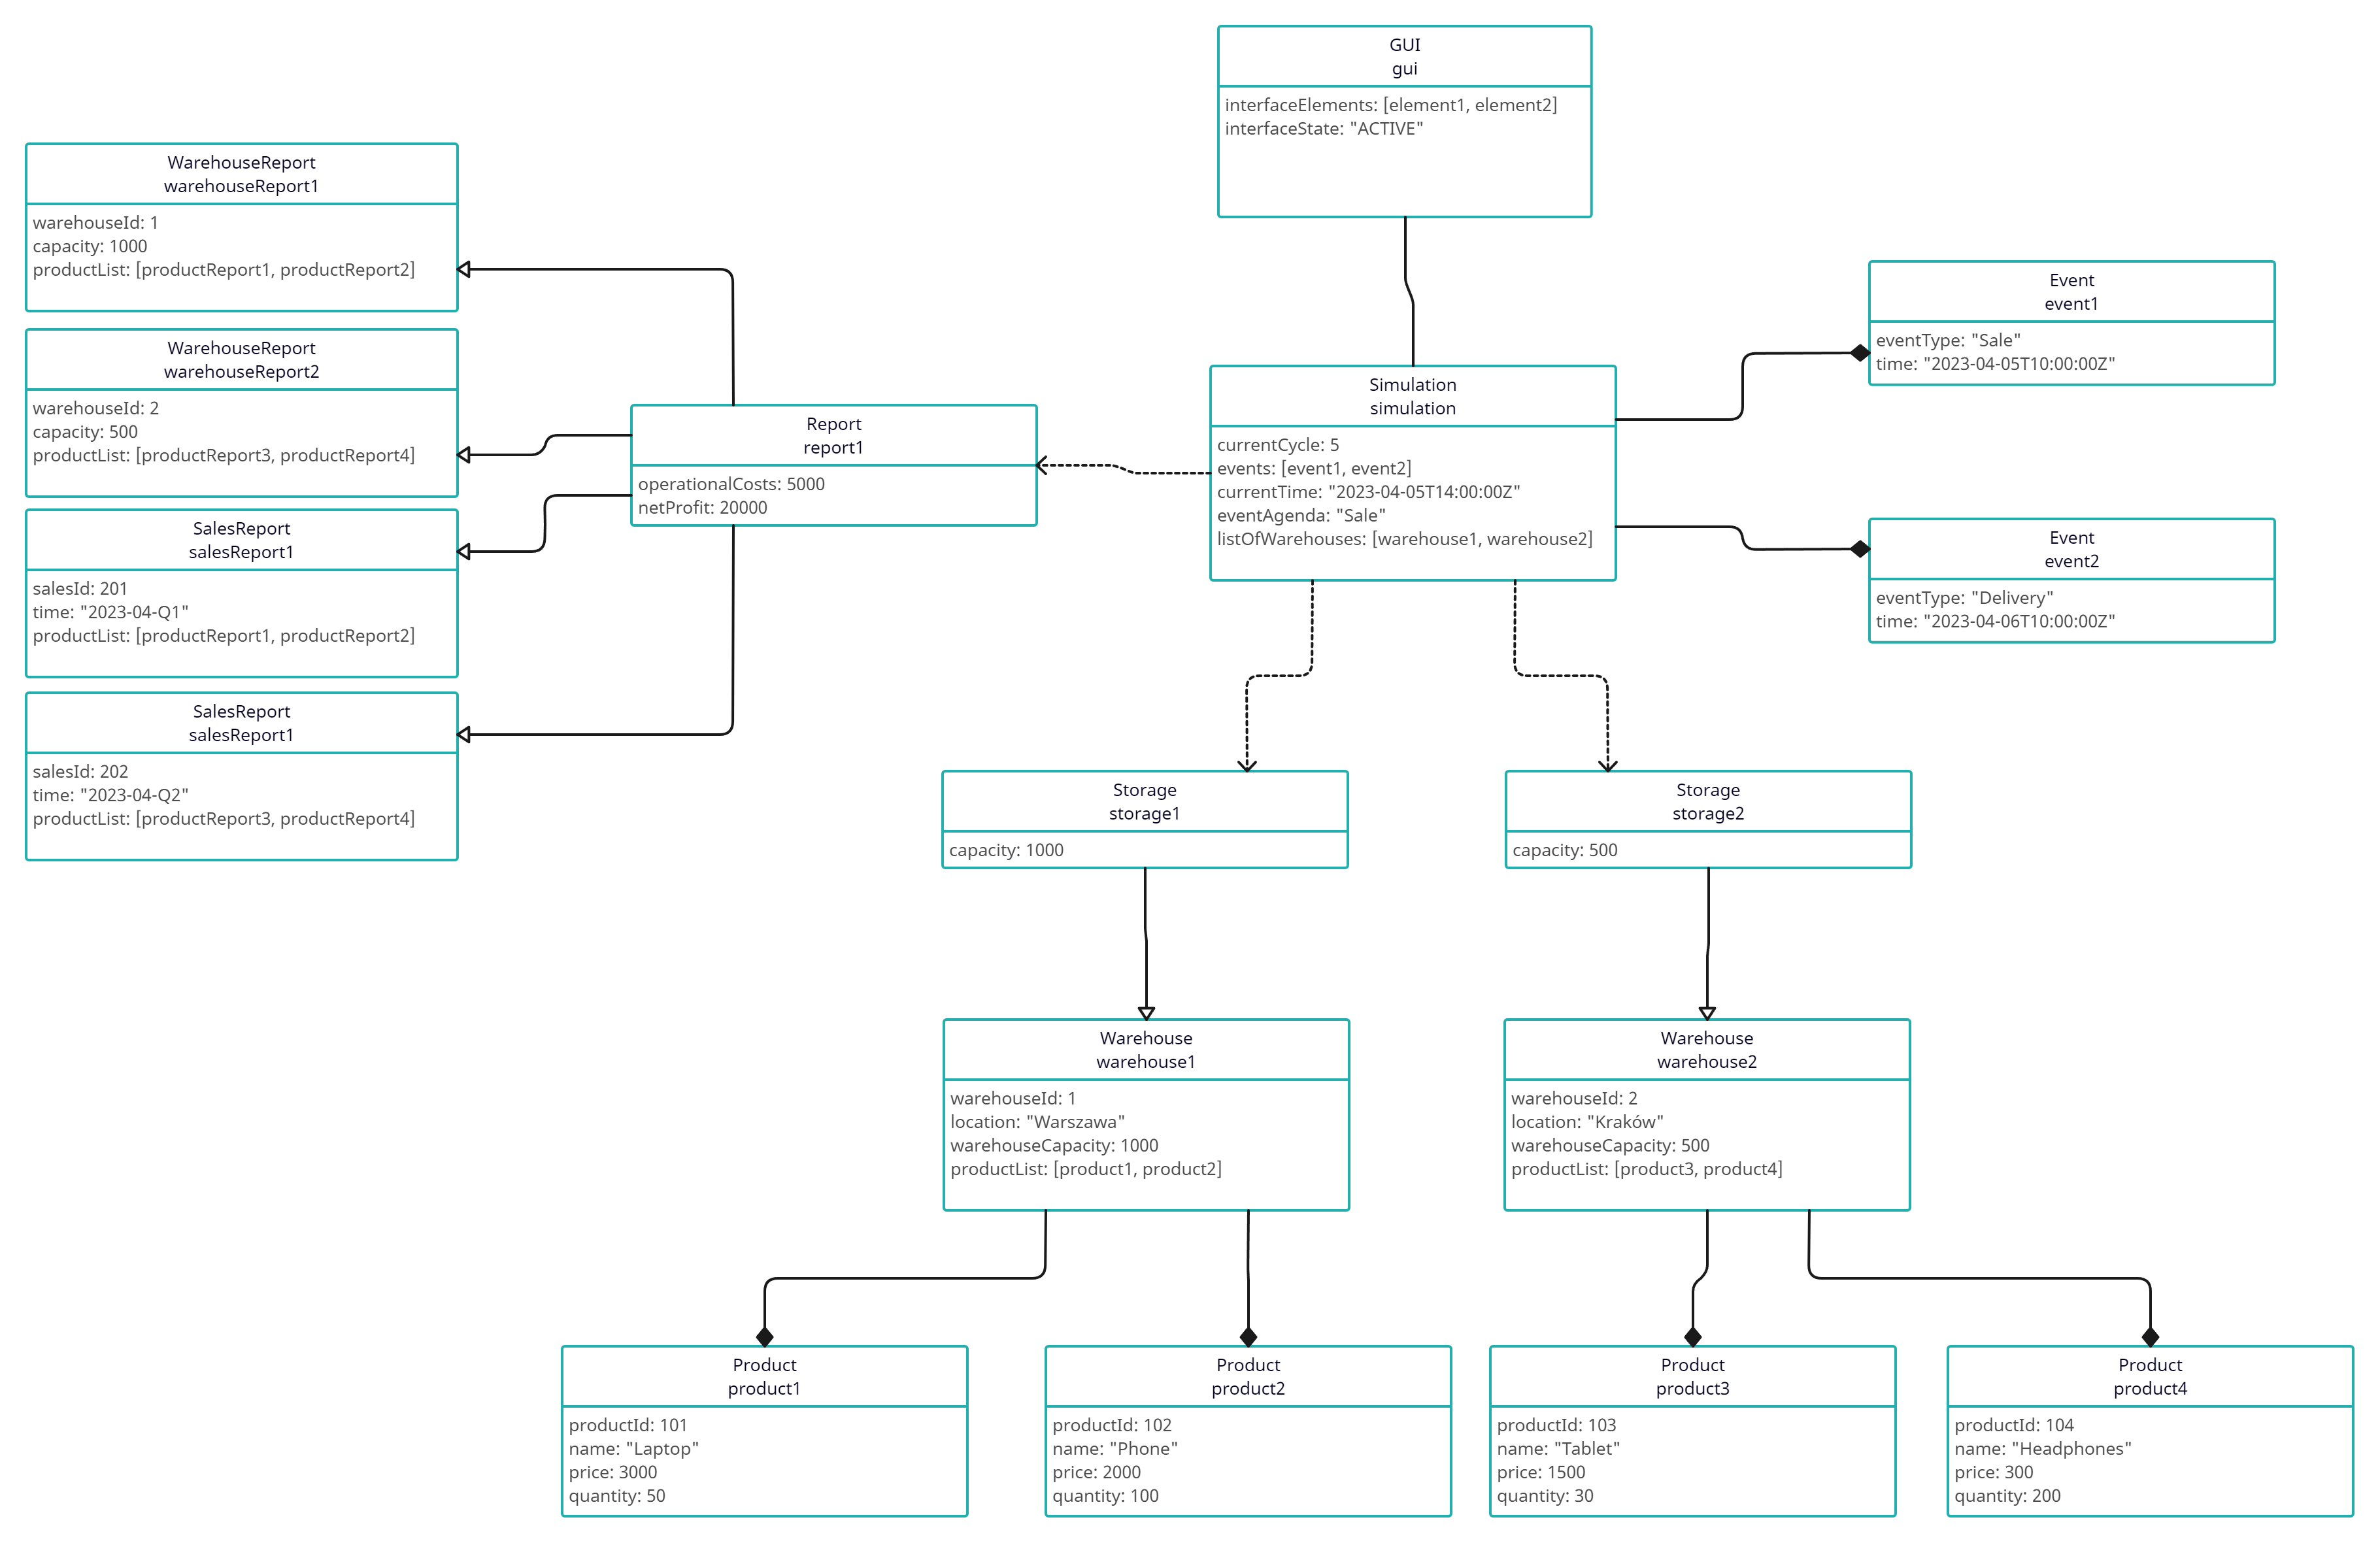 GUI
gui
interfaceElements: [element1, element2]
interfaceState: "ACTIVE"
WarehouseReport
warehouseReport1
warehouseId: 1
capacity: 1000
productList: [productReport1, productReport2]
Event
event1
eventType: "Sale"
time: "2023-04-05T10:00:00Z"
WarehouseReport
warehouseReport2
warehouseId: 2
capacity: 500
productList: [productReport3, productReport4]
Simulation
simulation
currentCycle: 5
events: [event1, event2]
currentTime: "2023-04-05T14:00:00Z"
eventAgenda: "Sale"
listOfWarehouses: [warehouse1, warehouse2]
Report
report1
operationalCosts: 5000
netProfit: 20000
SalesReport
salesReport1
salesId: 201
time: "2023-04-Q1"
productList: [productReport1, productReport2]
Event
event2
eventType: "Delivery"
time: "2023-04-06T10:00:00Z"
SalesReport
salesReport1
salesId: 202
time: "2023-04-Q2"
productList: [productReport3, productReport4]
Storage
storage1
capacity: 1000
Storage
storage2
capacity: 500
Warehouse
warehouse1
warehouseId: 1
location: "Warszawa"
warehouseCapacity: 1000
productList: [product1, product2]
Warehouse
warehouse2
warehouseId: 2
location: "Kraków"
warehouseCapacity: 500
productList: [product3, product4]
Product
product1
productId: 101
name: "Laptop"
price: 3000
quantity: 50
Product
product2
productId: 102
name: "Phone"
price: 2000
quantity: 100
Product
product3
productId: 103
name: "Tablet"
price: 1500
quantity: 30
Product
product4
productId: 104
name: "Headphones"
price: 300
quantity: 200